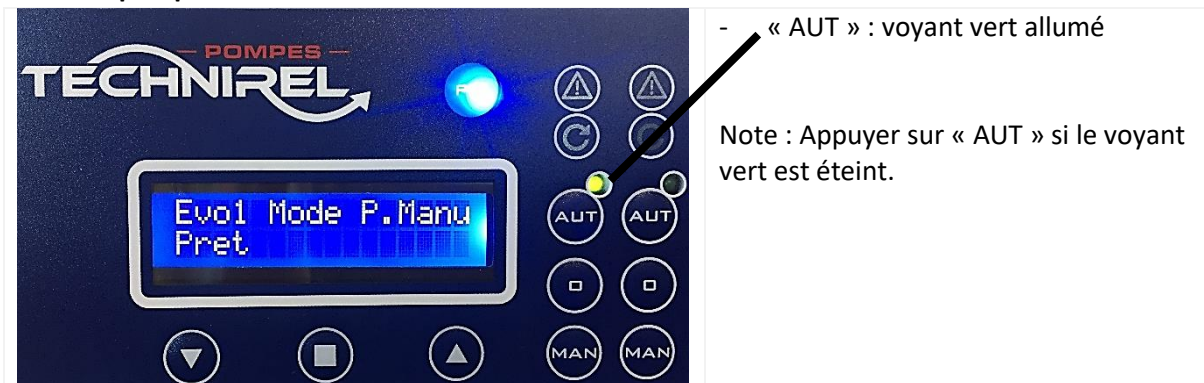 - « AUT » : voyant vert allumé
Note : Appuyer sur « AUT » si le voyant
vert est éteint.
POMPES
TECHNIREL
Evol Mode P.Manu
Pret
AUT AUT
MAN MAN